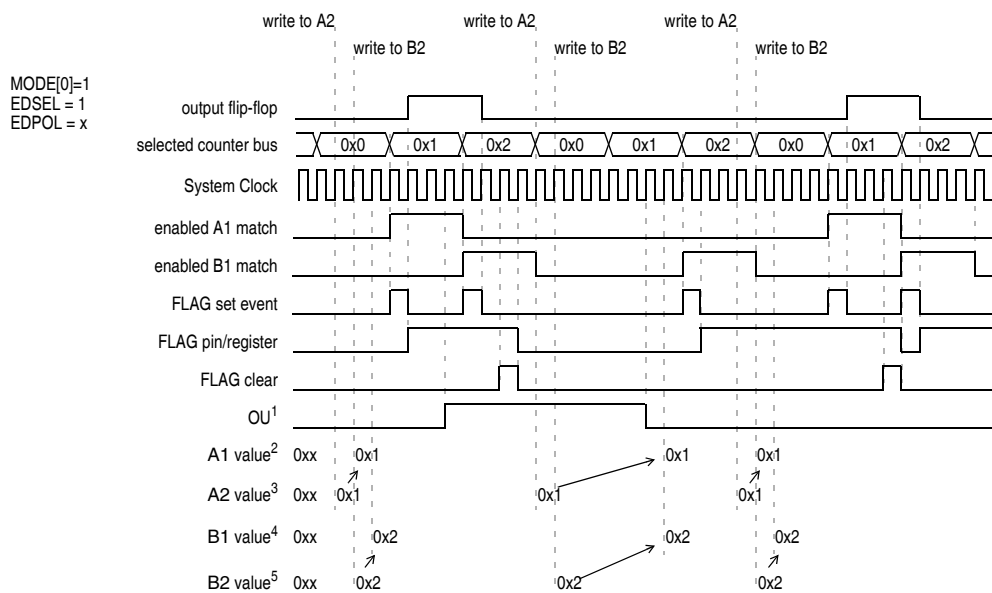 write to A2 write to A2 write to A2
write to B2 write to B2 write to B2
MODE[0]=1
EDSEL = 1
EDPOL = x
output flip-flop
selected counter bus 0x0 0x1 0x2 0x0 0x1 0x2 0x0 0x1 0x2
System Clock
enabled A1 match
enabled B1 match
FLAG set event
FLAG pin/register
FLAG clear
OU1
A1 value2 0xx 0x1 0x1 0x1
A2 value3 0xx 0x1 0x1 0x1
B1 value4 0xx 0x2 0x2 0x2
B2 value5 0xx 0x2 0x2 0x2